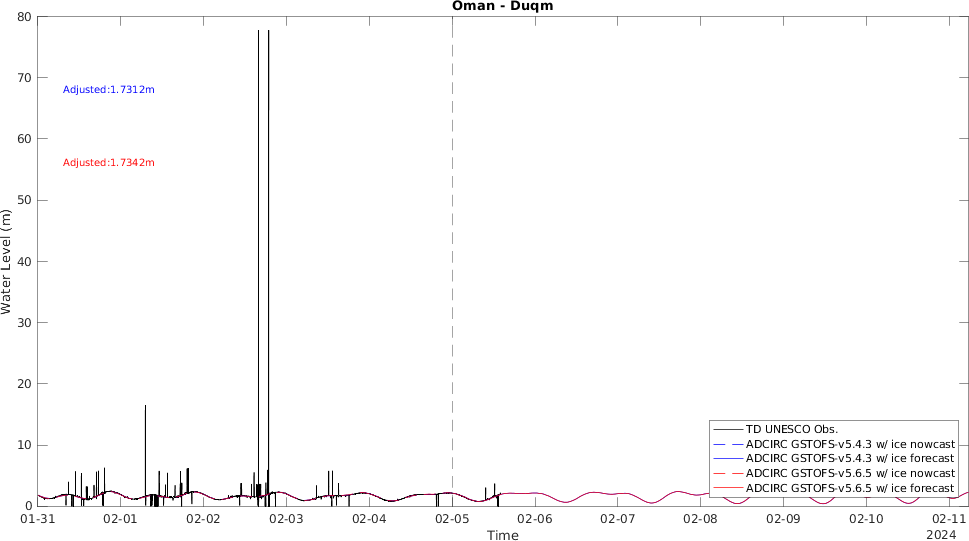 Oman - Duqm
80
70
60
50
40
30
20
10
0
Water Level (m)
Adjusted:1.7312m
Adjusted:1.7342m
TD UNESCO Obs.
ADCIRC GSTOFS-v5.4.3 w/ ice nowcast
ADCIRC GSTOFS-v5.4.3 w/ ice forecast
ADCIRC GSTOFS-v5.6.5 w/ ice nowcast
ADCIRC GSTOFS-v5.6.5 w/ ice forecast
01-31 02-01 02-02 02-03 02-04 02-05 02-06 02-07 02-08 02-09 02-10 02-11
Time
2024